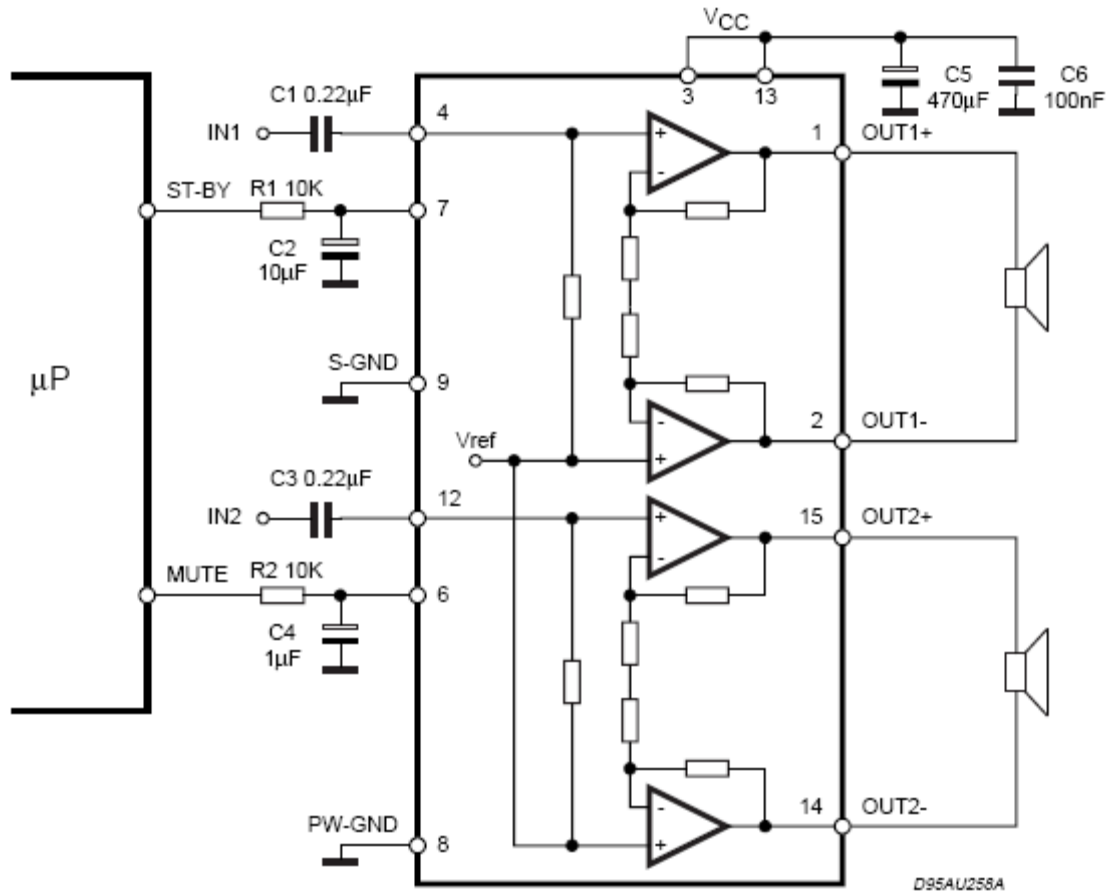 VCC
C1 0.22μF
C5
470μF
C6
100nF
3
13
4
IN1
+
-
1
OUT1+
ST-BY
R1 10K
7
C2
10μF
μP
S-GND
9
-
+
2
OUT1-
Vref
C3 0.22μF
12
IN2
+
-
15
OUT2+
MUTE
R2 10K
6
C4
1μF
-
+
14
OUT2-
PW-GND
8
D95AU258A